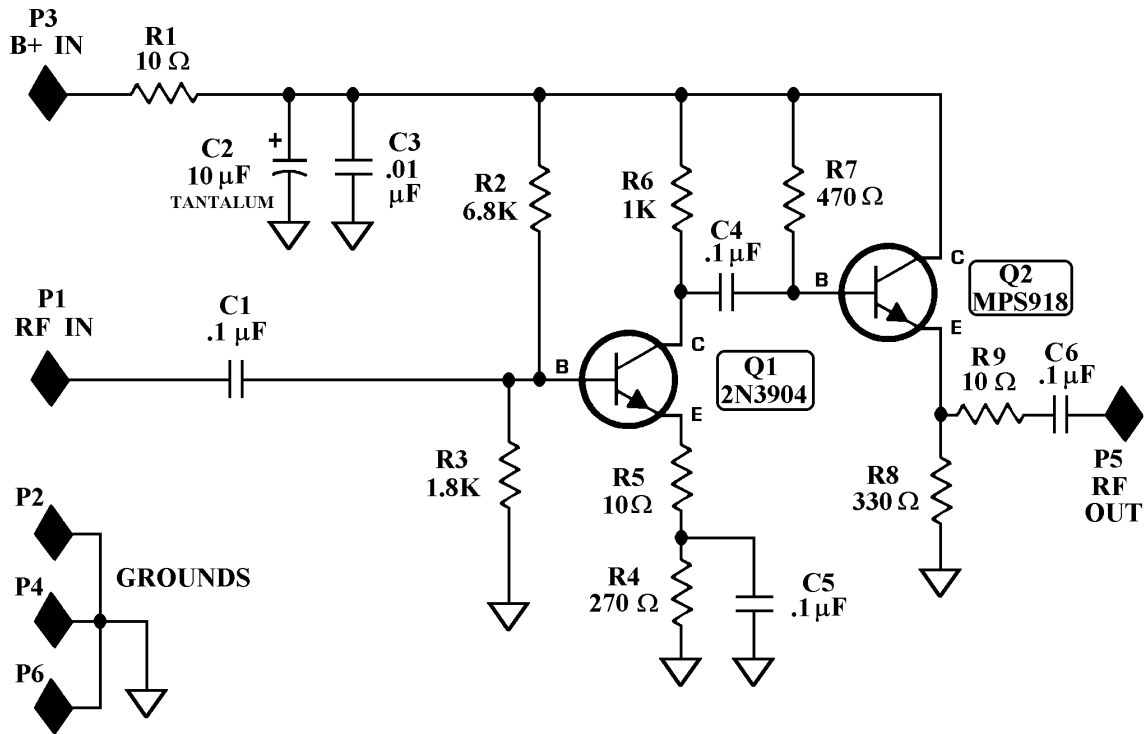 P3
B+ IN
R1
10 Ω
C2
10 µF
TANTALUM
+
C3
.01
µF
R2
6.8K
R6
1K
R7
470 Ω
C4
.1 µF
B
C
E
Q2
MPS918
P1
RF IN
C1
.1 µF
B
C
E
Q1
2N3904
R9
10 Ω
C6
.1µF
P5
RF
OUT
R3
1.8K
R5
10Ω
R8
330 Ω
R4
270 Ω
C5
.1µF
P2
P4
P6
GROUNDS